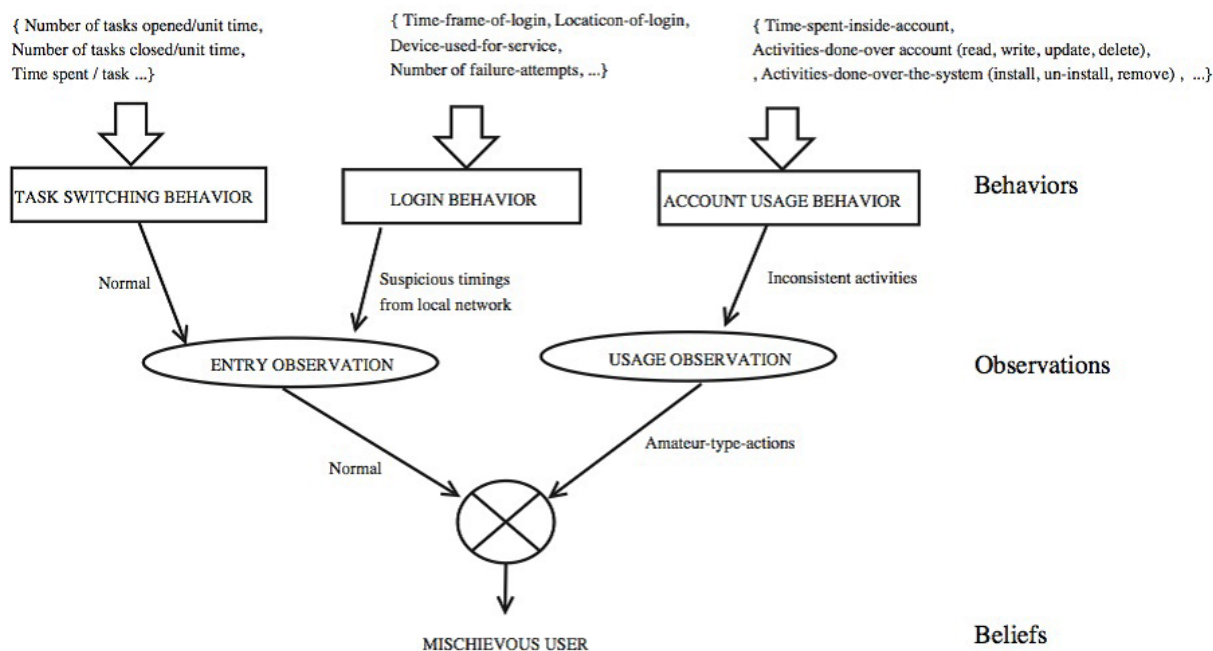 { Number of tasks opened/unit time,
Number of tasks closed/unit time,
Time spent / task ...}
{ Time-frame-of-login, Locaticon-of-login,
Device-used-for-service,
Number of failure-attempts, ...}
{ Time-spent-inside-account,
Activities-done-over account (read, write, update, delete),
, Activities-done-over-the-system (install, un-install, remove) , ...}
TASK SWITCHING BEHAVIOR
LOGIN BEHAVIOR
ACCOUNT USAGE BEHAVIOR
Behaviors
Normal
Suspicious timings
from local network
Inconsistent activities
ENTRY OBSERVATION
USAGE OBSERVATION
Observations
Normal
Amateur-type-actions
MISCHIEVOUS USER
Beliefs